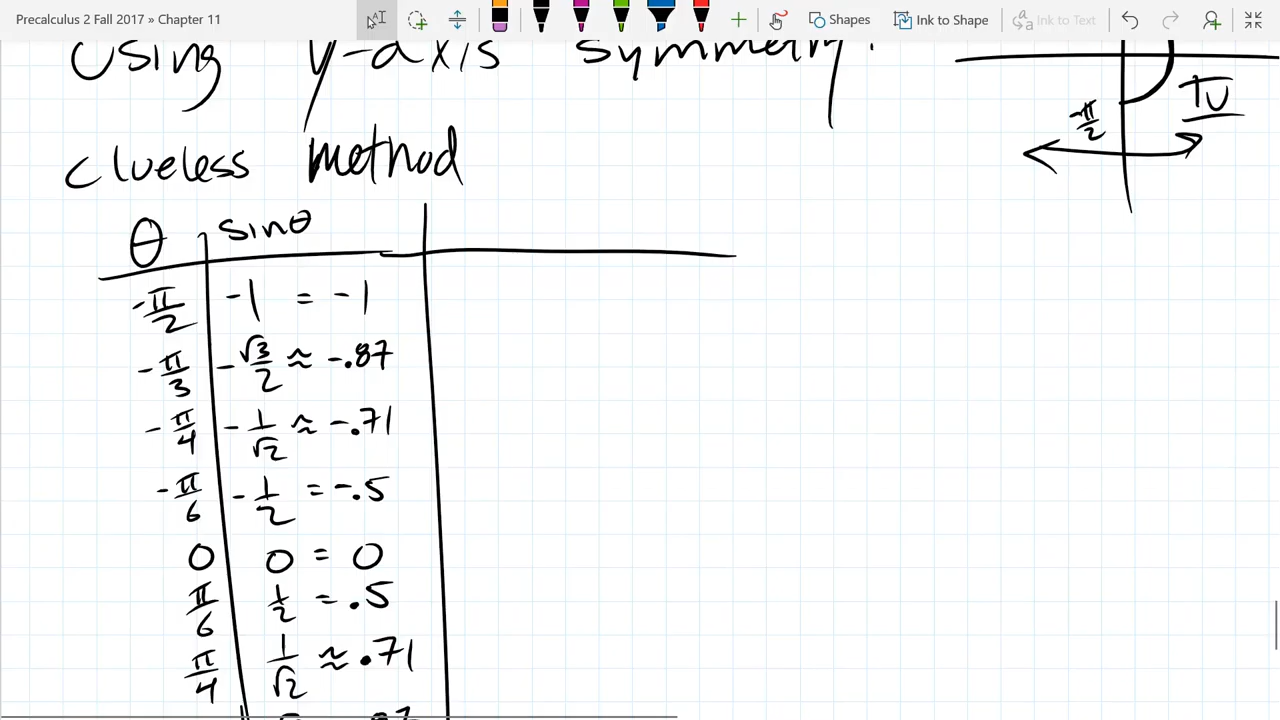 Precalculus 2 Fall 2017 » Chapter 11
Shapes
Ink to Shape
Ink to Text
Using y-axis symmetry.
IV
-π/2
clueless method
θ sinθ
-π/2 -1 = -1
-π/3 -√3/2 ≈ -.87
-π/4 -1/√2 ≈ -.71
-π/6 -1/2 = -.5
0 0 = 0
π/6 1/2 = .5
π/4 1/√2 ≈ .71